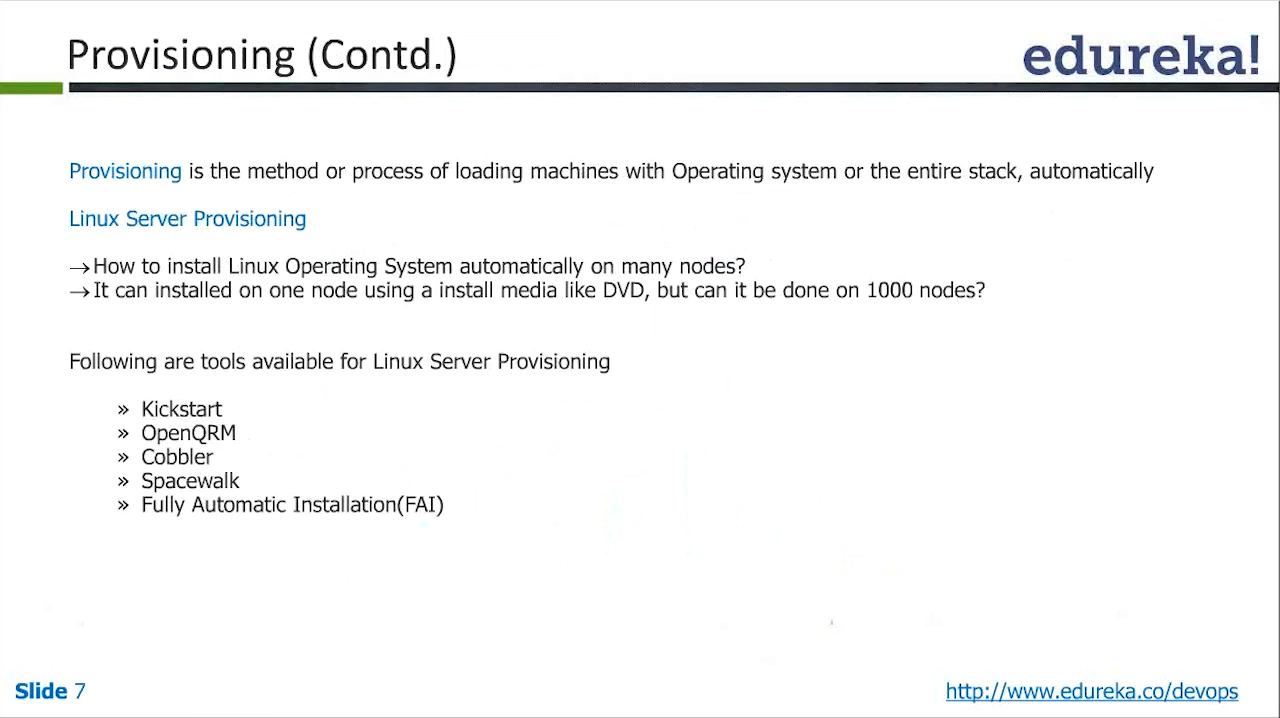 Provisioning (Contd.)
edureka!
Provisioning is the method or process of loading machines with Operating system or the entire stack, automatically
Linux Server Provisioning
→How to install Linux Operating System automatically on many nodes?
→It can installed on one node using a install media like DVD, but can it be done on 1000 nodes?
Following are tools available for Linux Server Provisioning
» Kickstart
» OpenQRM
» Cobbler
» Spacewalk
» Fully Automatic Installation(FAI)
Slide 7
http://www.edureka.co/devops